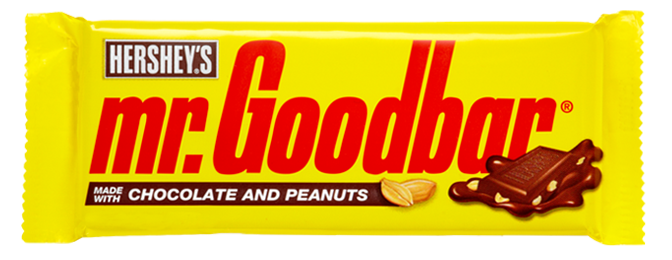 HERSHEY'S
mr.Goodbar®
MADE WITH CHOCOLATE AND PEANUTS